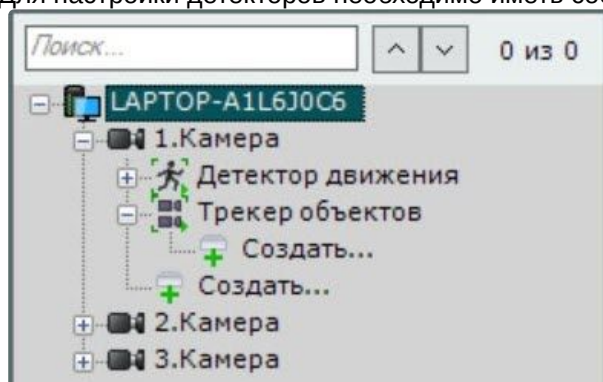 Для настройки детекторов необходимо иметь соо
Поиск...
0 из 0
LAPTOP-A1L6J0C6
1.Камера
Детектор движения
Трекер объектов
Создать...
Создать...
2.Камера
3.Камера